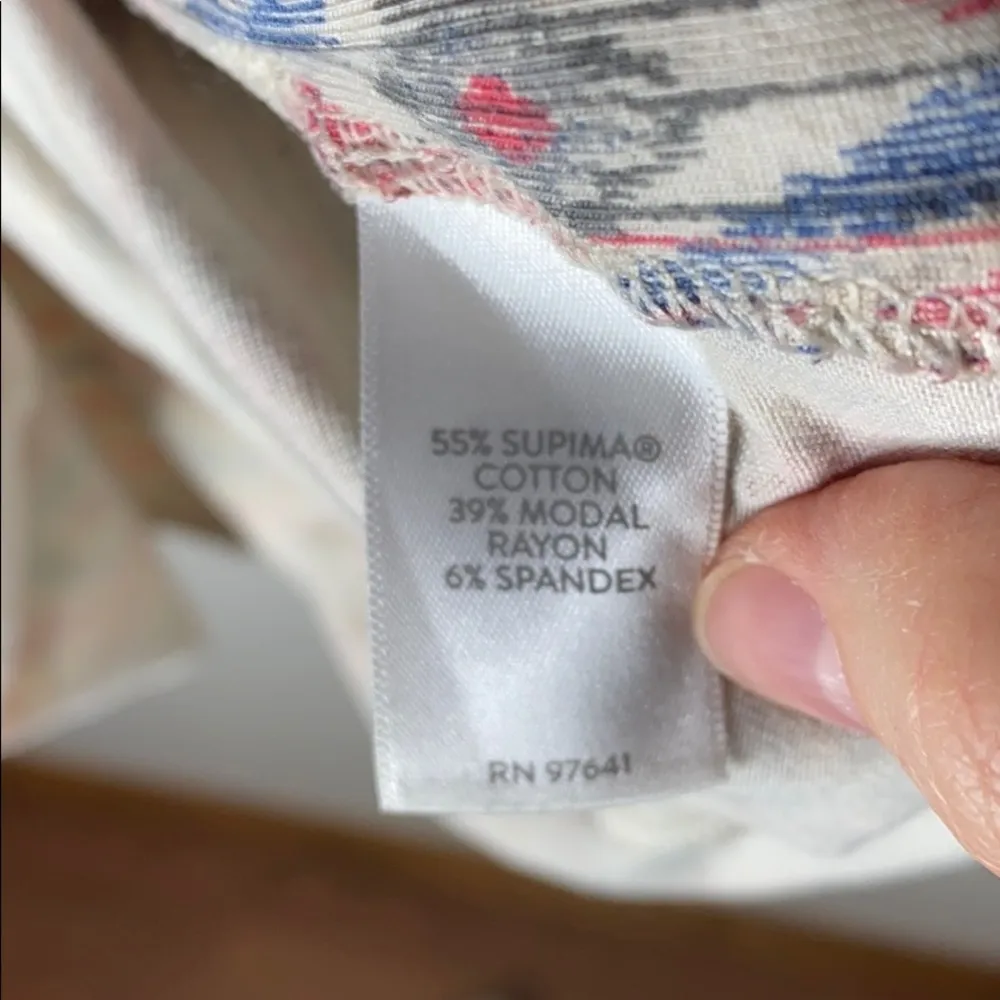 55% SUPIMA®
COTTON
39% MODAL
RAYON
6% SPANDEX
RN 97641